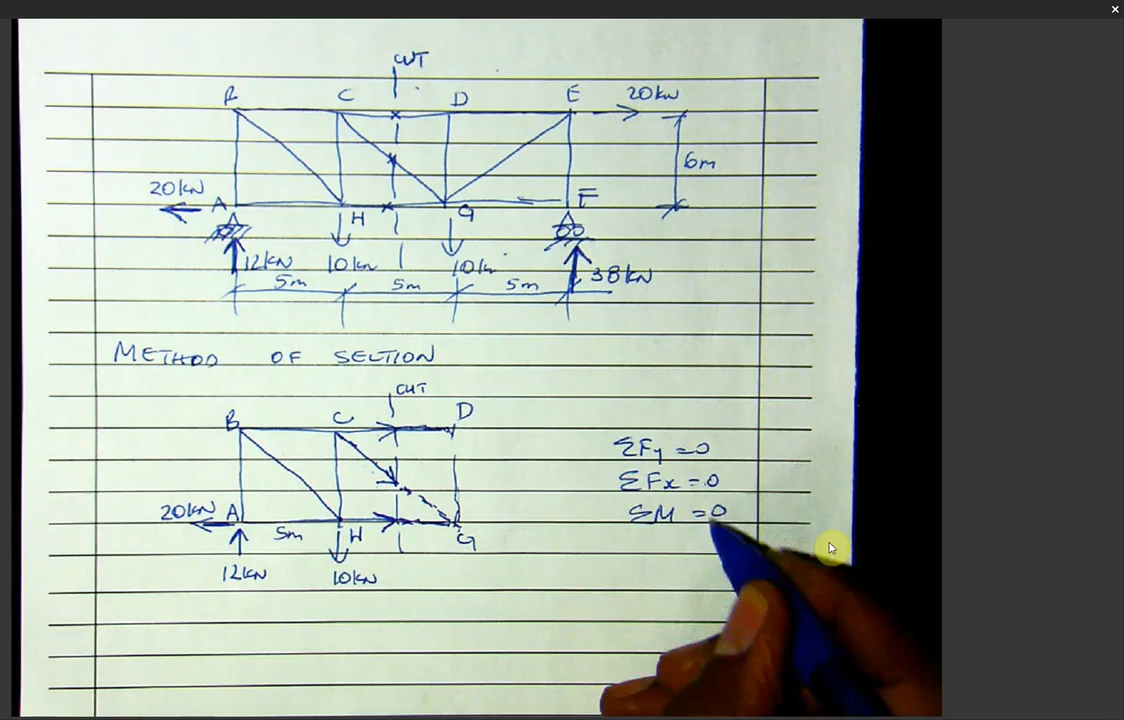 CUT
B C D E 20kN
6m
20kN A H G F
12kN 10kN 10k 38kN
5m 5m 5m
METHOD OF SECTION
CUT
B C D
ΣFy =0
ΣFx =0
20kN A 5m H G ΣM =0
12kN 10kN